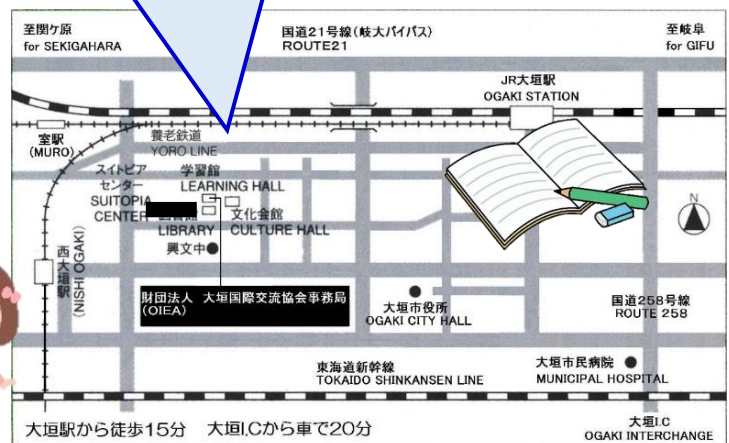 至関ケ原
for SEKIGAHARA
国道21号線(岐大バイパス)
ROUTE21
至岐阜
for GIFU
JR大垣駅
OGAKI STATION
室駅
(MURO)
養老鉄道
YORO LINE
スイトピア
センター
SUITOPIA
CENTER
学習館
LEARNING HALL
LIBRARY
文化会館
CULTURE HALL
興文中
N
西大垣駅
(NISHI OGAKI)
財団法人 大垣国際交流協会事務局
(OIEA)
大垣市役所
OGAKI CITY HALL
国道258号線
ROUTE 258
東海道新幹線
TOKAIDO SHINKANSEN LINE
大垣市民病院
MUNICIPAL HOSPITAL
大垣駅から徒歩15分 大垣I.Cから車で20分
大垣I.C
OGAKI INTERCHANGE